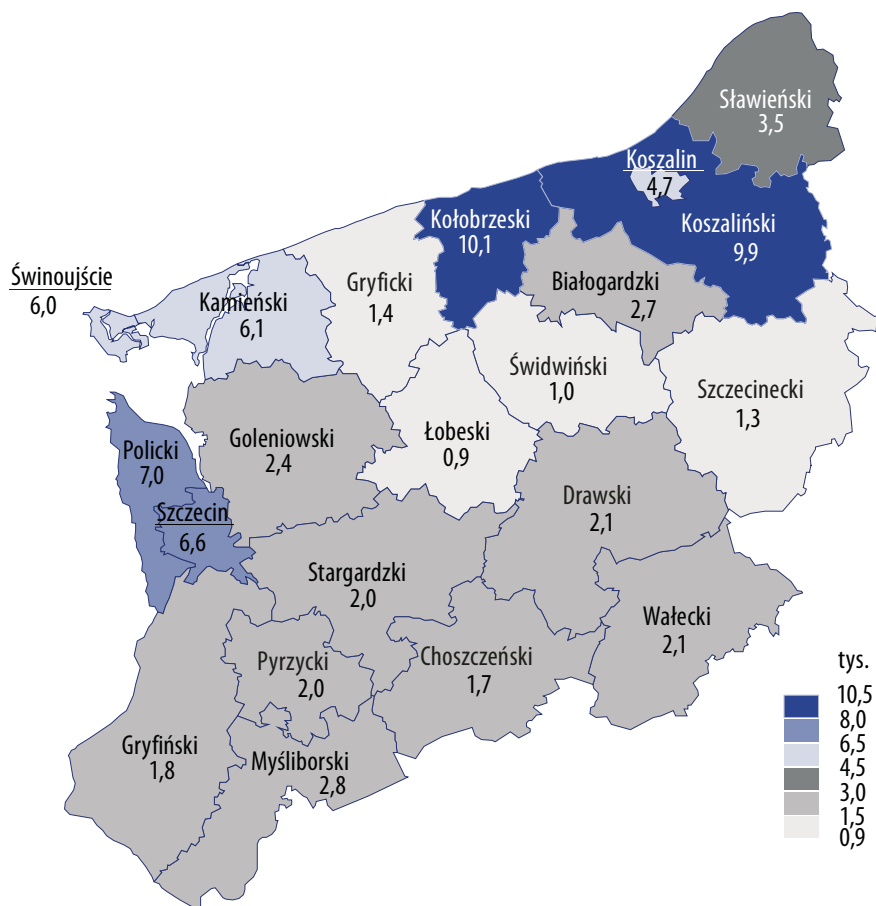 Sławieński
3,5
Koszalin
4,7
Kołobrzeski
10,1
Koszaliński
9,9
Świnoujście
6,0
Kamieński
6,1
Gryficki
1,4
Białogardzki
2,7
Świdwiński
1,0
Szczecinecki
1,3
Łobeski
0,9
Goleniowski
2,4
Policki
7,0
Szczecin
6,6
Drawski
2,1
Stargardzki
2,0
Wałecki
2,1
Choszczeński
1,7
Pyrzycki
2,0
Gryfiński
1,8
Myśliborski
2,8
tys.
10,5
8,0
6,5
4,5
3,0
1,5
0,9